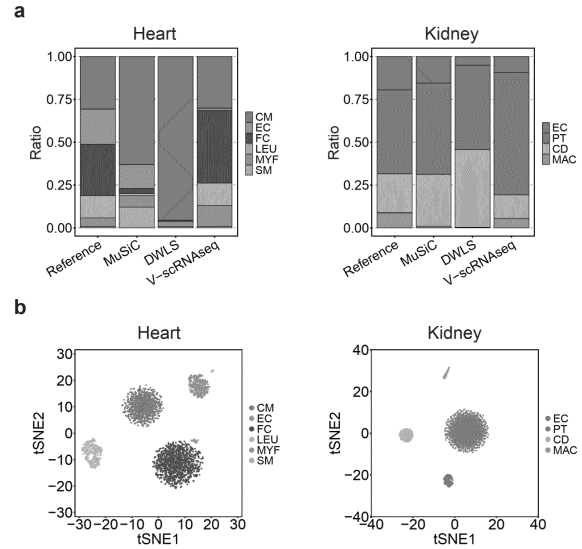 a
Heart
Kidney
1.00
0.75
0.50
0.25
0.00
Ratio
CM
EC
FC
LEU
MYF
SM
Reference
MuSiC
DWLS
V-scRNAseq
1.00
0.75
0.50
0.25
0.00
Ratio
EC
PT
CD
MAC
Reference
MuSiC
DWLS
V-scRNAseq
b
Heart
Kidney
30
20
10
0
-10
-20
-30
tSNE2
-30 -20 -10 0 10 20 30
tSNE1
CM
EC
FC
LEU
MYF
SM
40
20
0
-20
-40
tSNE2
-40 -20 0 20 40
tSNE1
EC
PT
CD
MAC